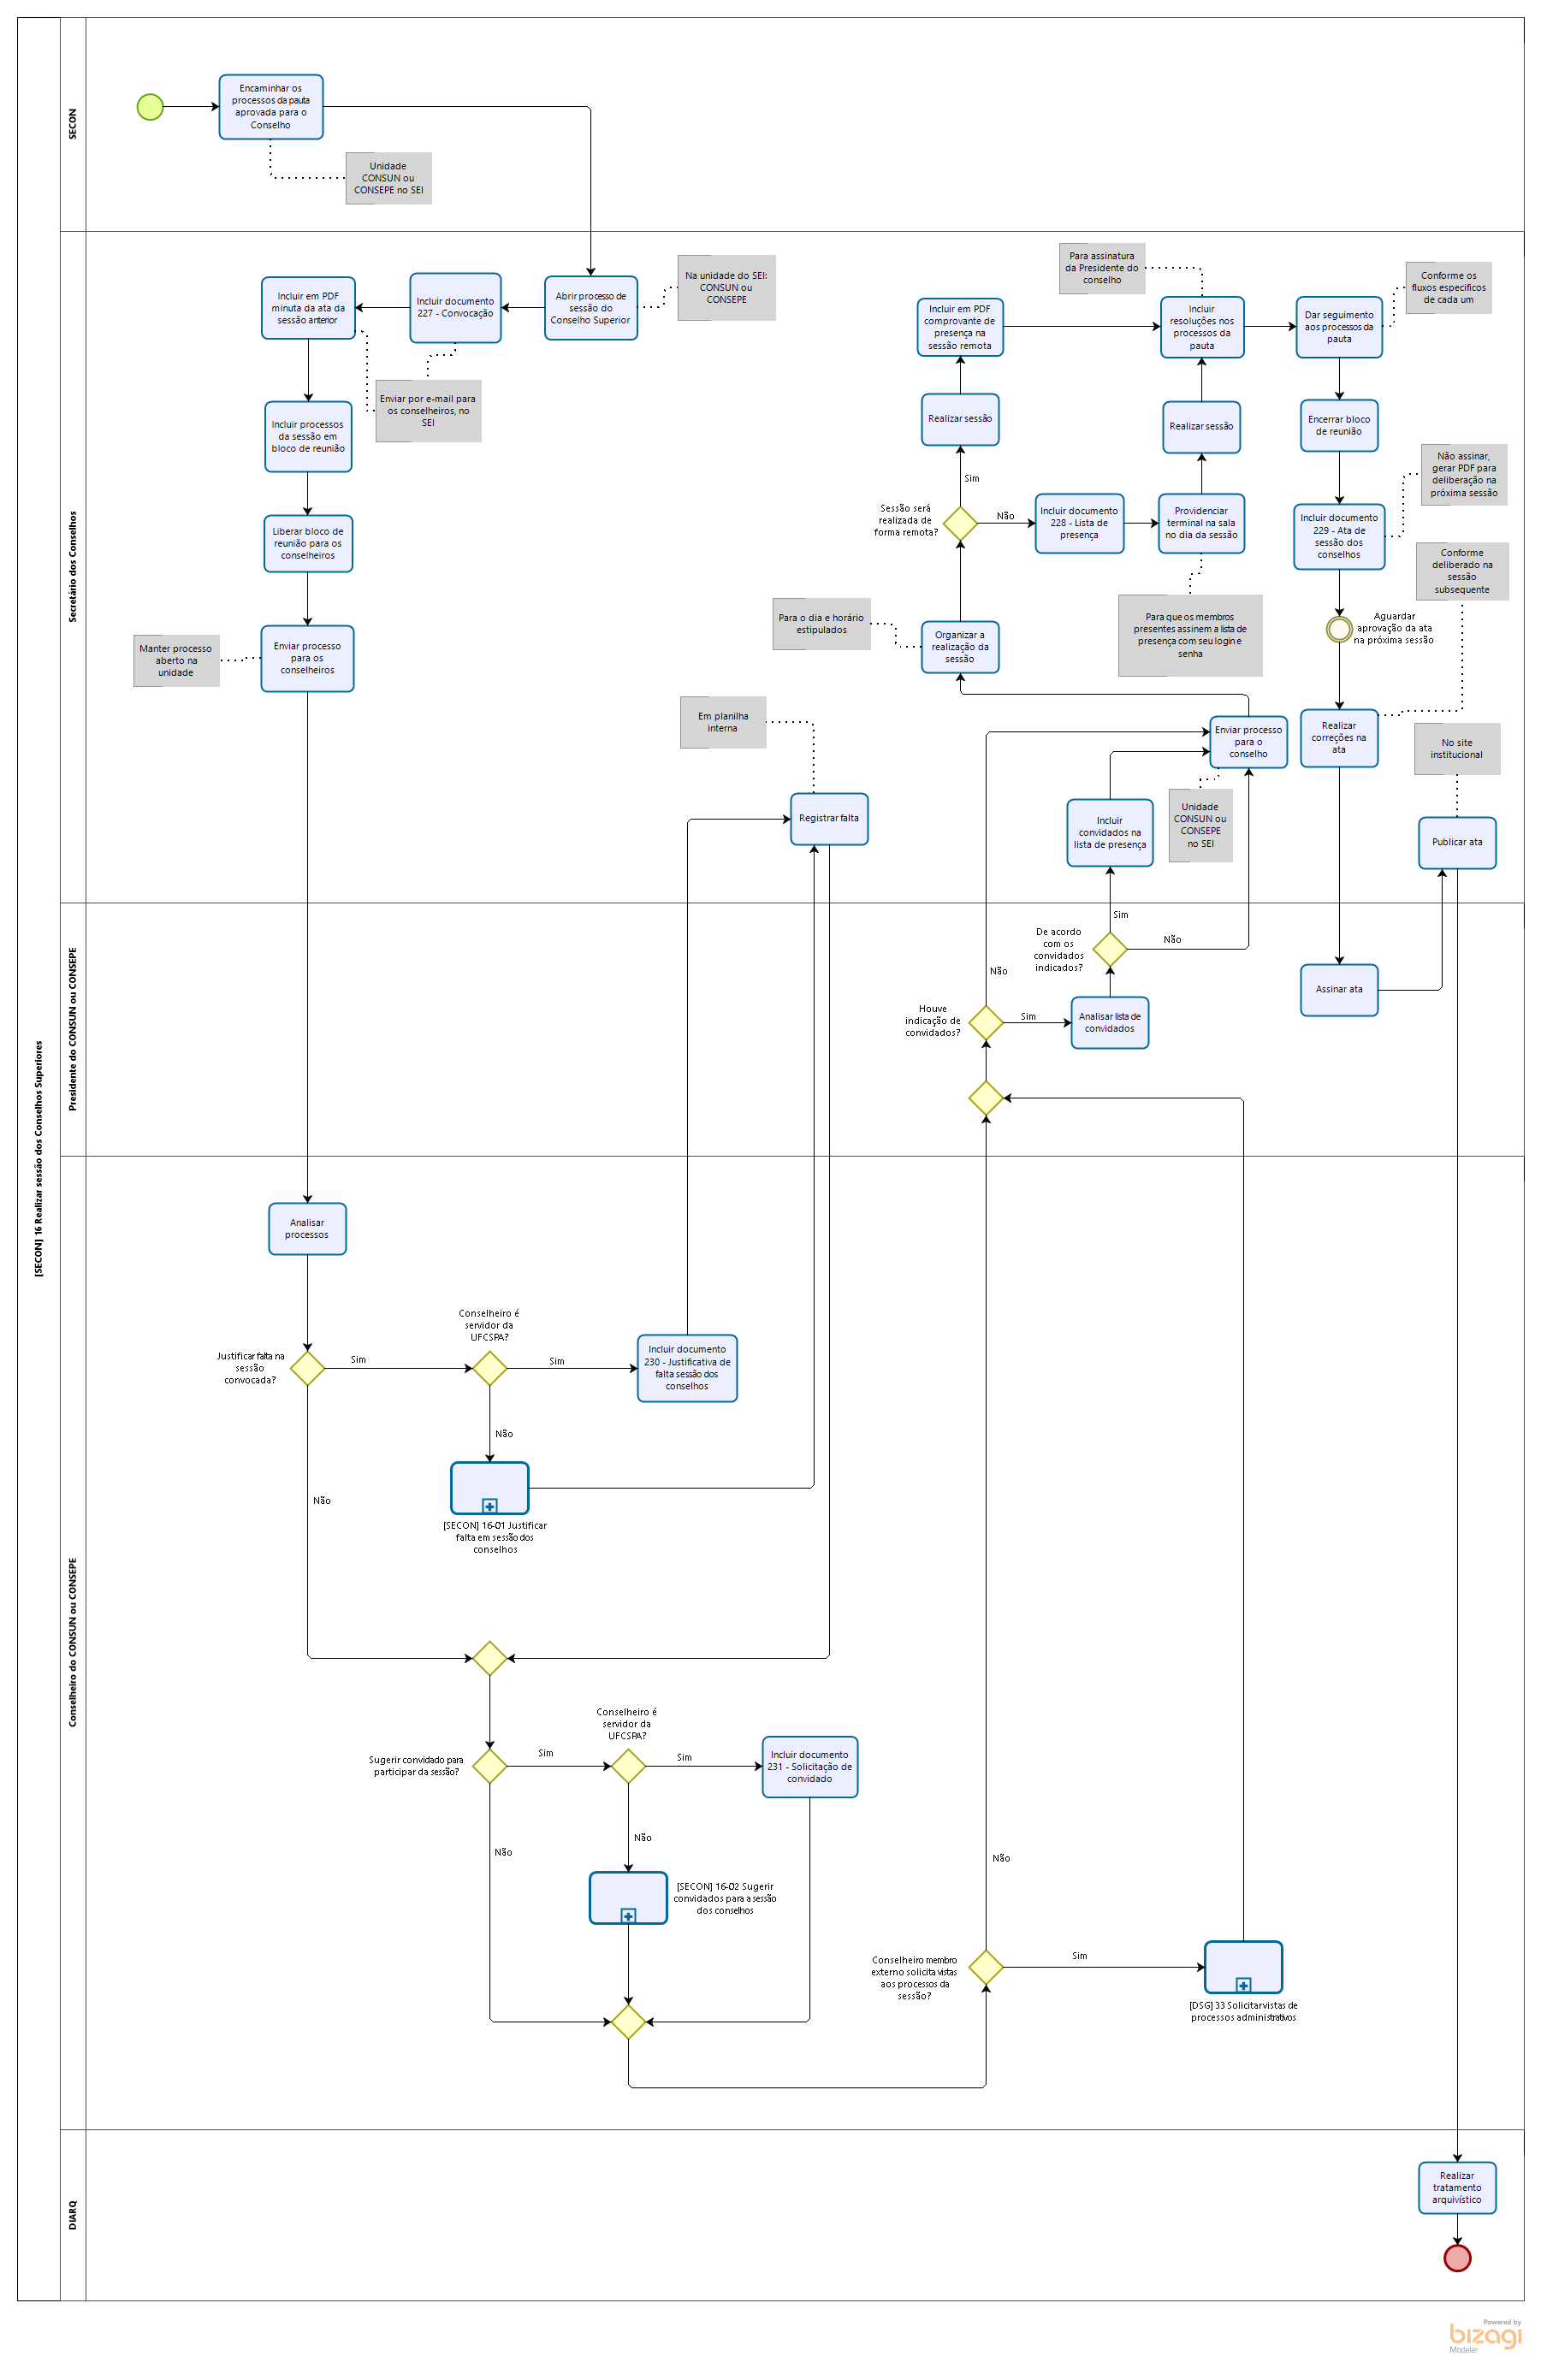 [SECON] 16 Realizar sessão dos Conselhos Superiores
SECON
Encaminhar os
processos da pauta
aprovada para o
Conselho
Unidade
CONSUN ou
CONSEPE no SEI
Secretário dos Conselhos
Incluir em PDF
minuta da ata da
sessão anterior
Incluir documento
227 - Convocação
Abrir processo de
sessão do
Conselho Superior
Na unidade do SEI:
CONSUN ou
CONSEPE
Enviar por e-mail para
os conselheiros, no
SEI
Incluir processos
da sessão em
bloco de reunião
Liberar bloco de
reunião para os
conselheiros
Enviar processo
para os
conselheiros
Manter processo
aberto na
unidade
Em planilha
interna
Registrar falta
Para assinatura
da Presidente do
conselho
Conforme os
fluxos específicos
de cada um
Incluir em PDF
comprovante de
presença na
sessão remota
Incluir
resoluções nos
processos da
pauta
Dar seguimento
aos processos da
pauta
Realizar sessão
Realizar sessão
Encerrar bloco
de reunião
Sim
Sessão será
realizada de
forma remota?
Não
Incluir documento
228 - Lista de
presença
Providenciar
terminal na sala
no dia da sessão
Não assinar,
gerar PDF para
deliberação na
próxima sessão
Incluir documento
229 - Ata de
sessão dos
conselhos
Conforme
deliberado na
sessão
subsequente
Para o dia e horário
estipulados
Organizar a
realização da
sessão
Para que os membros
presentes assinem a lista de
presença com seu login e
senha
Aguardar
aprovação da ata
na próxima sessão
Enviar processo
para o
conselho
Realizar
correções na
ata
No site
institucional
Incluir
convidados na
lista de presença
Unidade
CONSUN ou
CONSEPE
no SEI
Publicar ata
Presidente do CONSUN ou CONSEPE
Sim
De acordo
com os
convidados
indicados?
Não
Não
Houve
indicação de
convidados?
Sim
Analisar lista de
convidados
Assinar ata
Conselheiro do CONSUN ou CONSEPE
Analisar
processos
Justificar falta na
sessão
convocada?
Sim
Conselheiro é
servidor da
UFCSPA?
Sim
Incluir documento
230 - Justificativa de
falta sessão dos
conselhos
Não
Não
[SECON] 16-01 Justificar
falta em sessão dos
conselhos
Sugerir convidado para
participar da sessão?
Sim
Conselheiro é
servidor da
UFCSPA?
Sim
Incluir documento
231 - Solicitação de
convidado
Não
Não
[SECON] 16-02 Sugerir
convidados para a sessão
dos conselhos
Não
Conselheiro membro
externo solicita vistas
aos processos da
sessão?
Sim
[DSG] 33 Solicitar vistas de
processos administrativos
DIARQ
Realizar
tratamento
arquivístico
Powered by
bizagi
Modeler